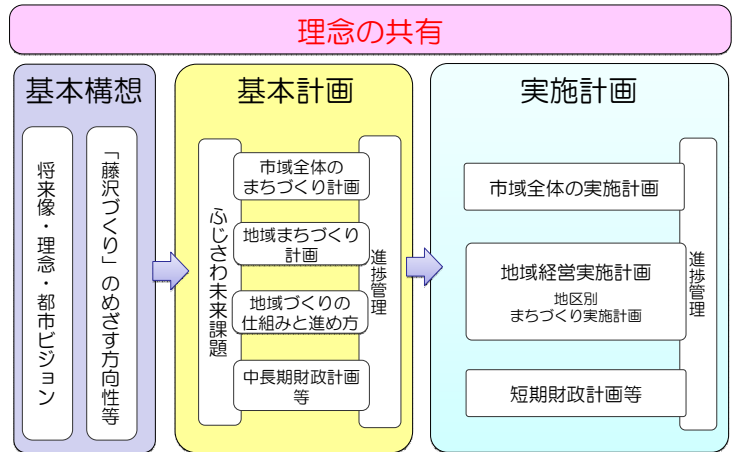 理念の共有
基本構想
将来像・理念・都市ビジョン
「藤沢づくり」のめざす方向性等
基本計画
ふじさわ未来課題
市域全体の
まちづくり計画
地域まちづくり
計画
地域づくりの
仕組みと進め方
中長期財政計画
等
進捗管理
実施計画
市域全体の実施計画
地域経営実施計画
地区別
まちづくり実施計画
短期財政計画等
進捗管理